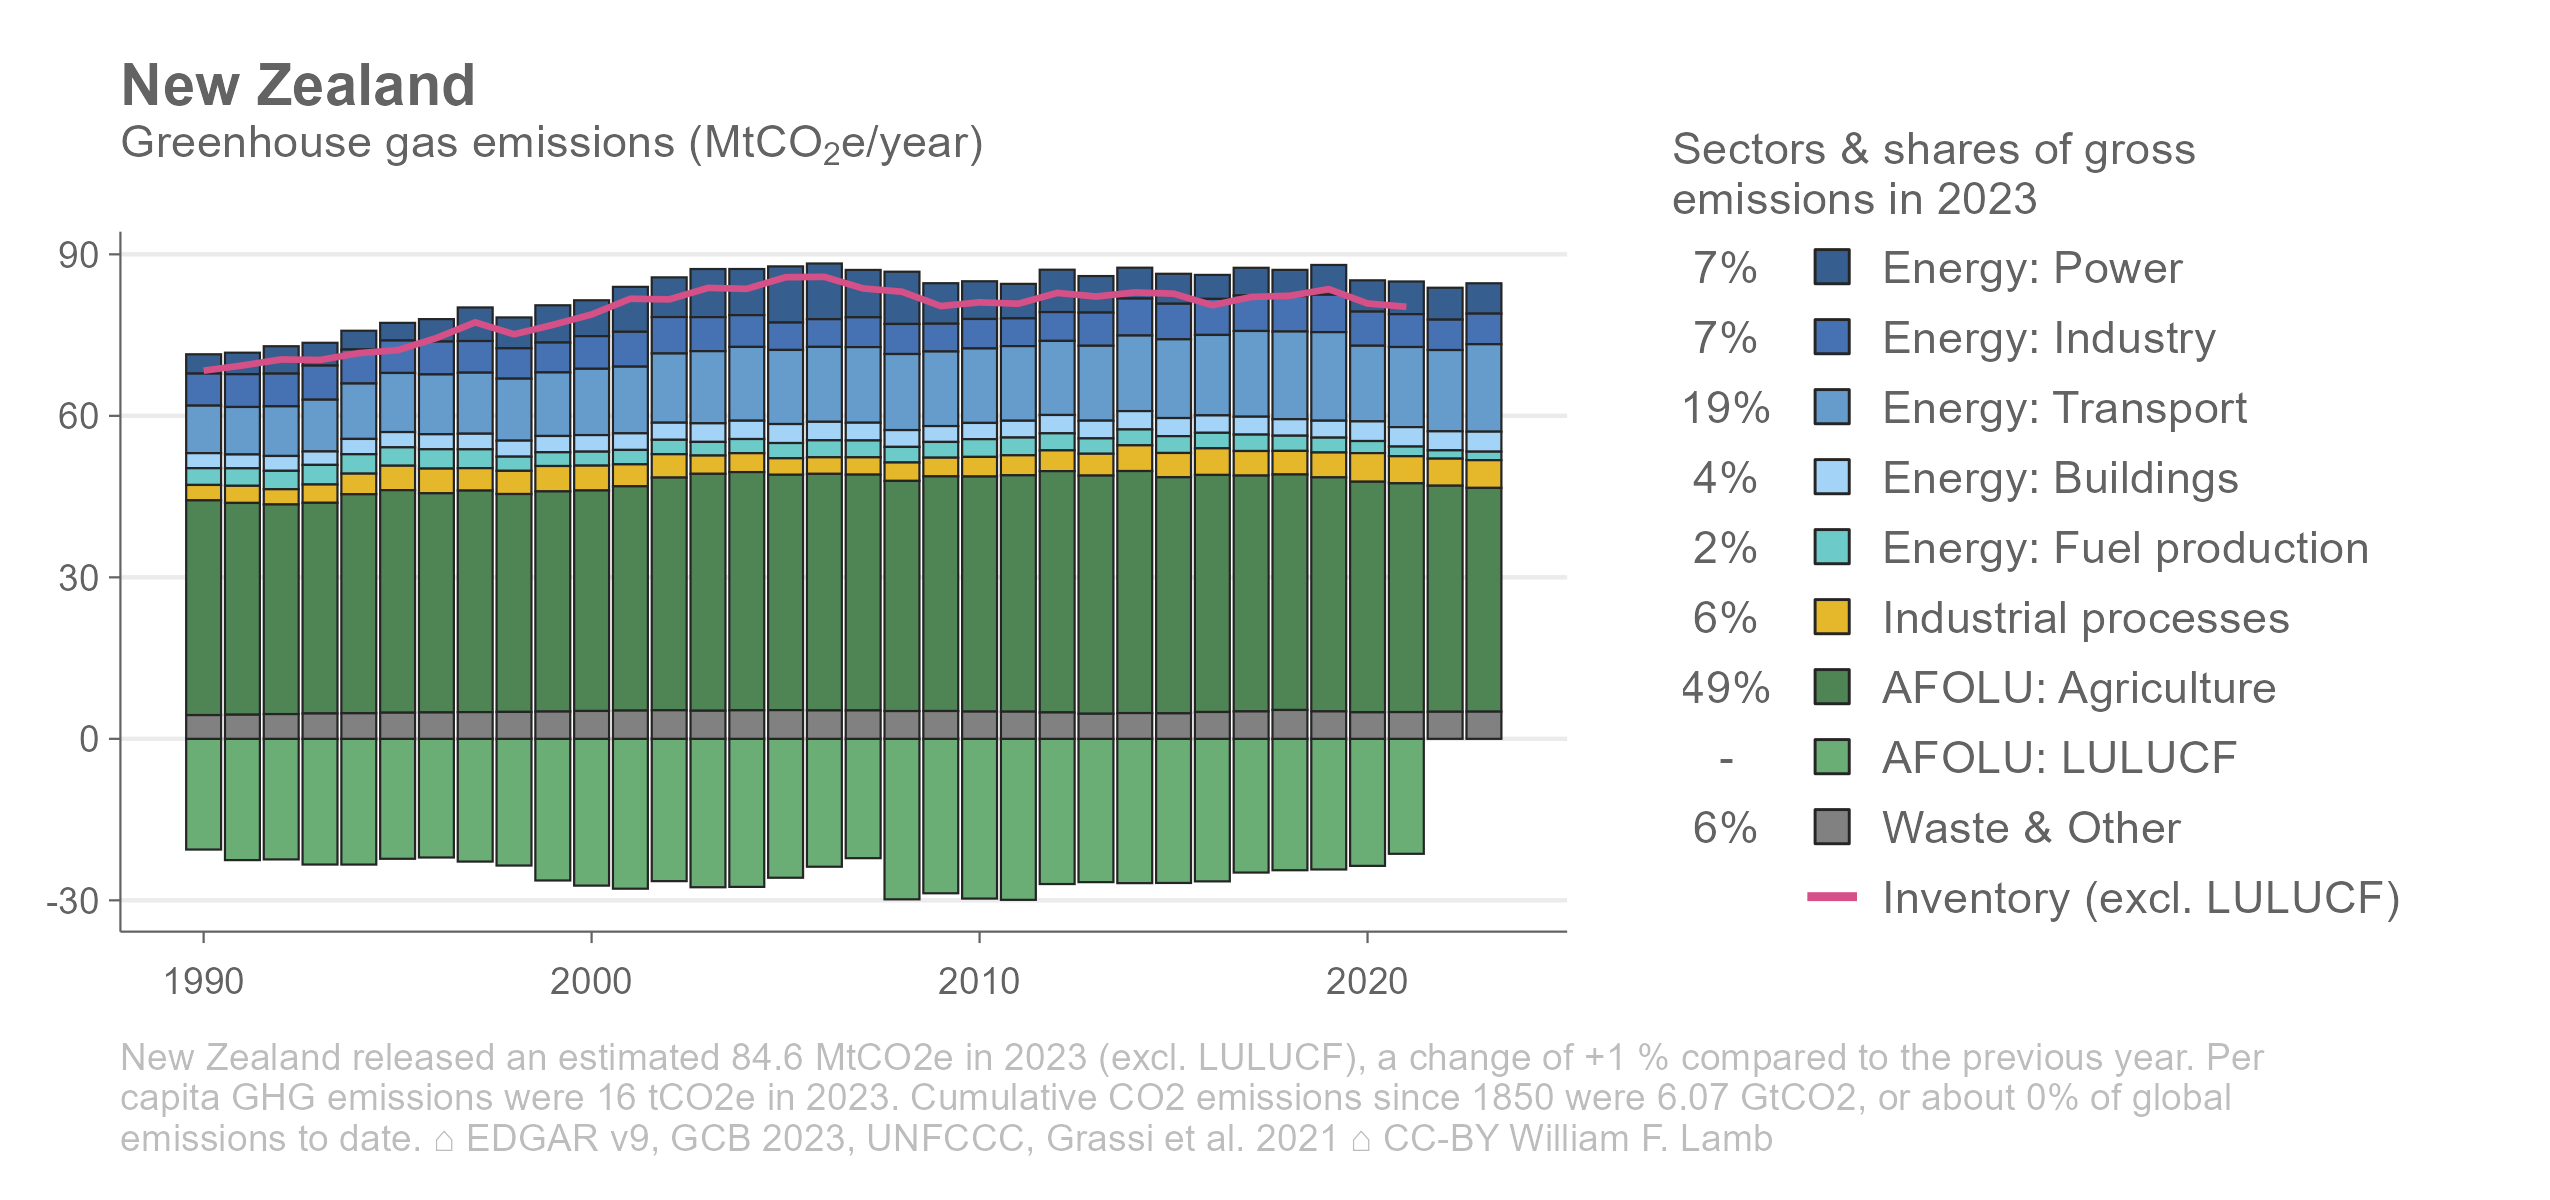 New Zealand
Greenhouse gas emissions (MtCO₂e/year)
Sectors & shares of gross
emissions in 2023
90
60
30
0
-30
1990 2000 2010 2020
7% Energy: Power
7% Energy: Industry
19% Energy: Transport
4% Energy: Buildings
2% Energy: Fuel production
6% Industrial processes
49% AFOLU: Agriculture
- AFOLU: LULUCF
6% Waste & Other
Inventory (excl. LULUCF)
New Zealand released an estimated 84.6 MtCO2e in 2023 (excl. LULUCF), a change of +1 % compared to the previous year. Per
capita GHG emissions were 16 tCO2e in 2023. Cumulative CO2 emissions since 1850 were 6.07 GtCO2, or about 0% of global
emissions to date. ⌂ EDGAR v9, GCB 2023, UNFCCC, Grassi et al. 2021 ⌂ CC-BY William F. Lamb